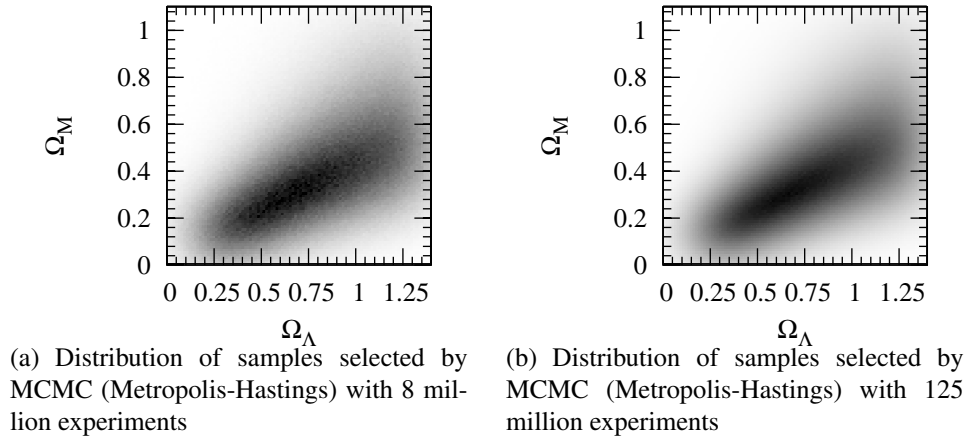 1
0.8
0.6
0.4
0.2
0
Ω_M
0 0.25 0.5 0.75 1 1.25
Ω_Λ
(a) Distribution of samples selected by
MCMC (Metropolis-Hastings) with 8 mil-
lion experiments
1
0.8
0.6
0.4
0.2
0
Ω_M
0 0.25 0.5 0.75 1 1.25
Ω_Λ
(b) Distribution of samples selected by
MCMC (Metropolis-Hastings) with 125
million experiments